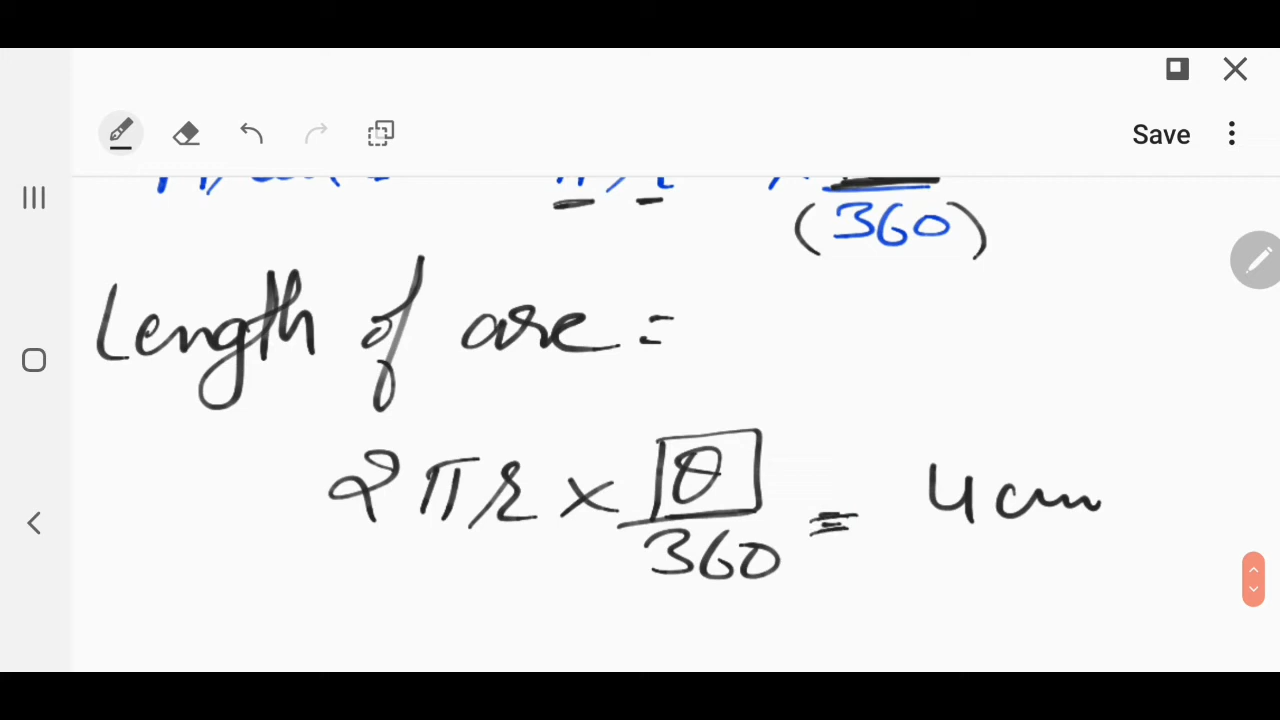 Save
(360)
Length of arc =
2πr × θ/360 = 4cm